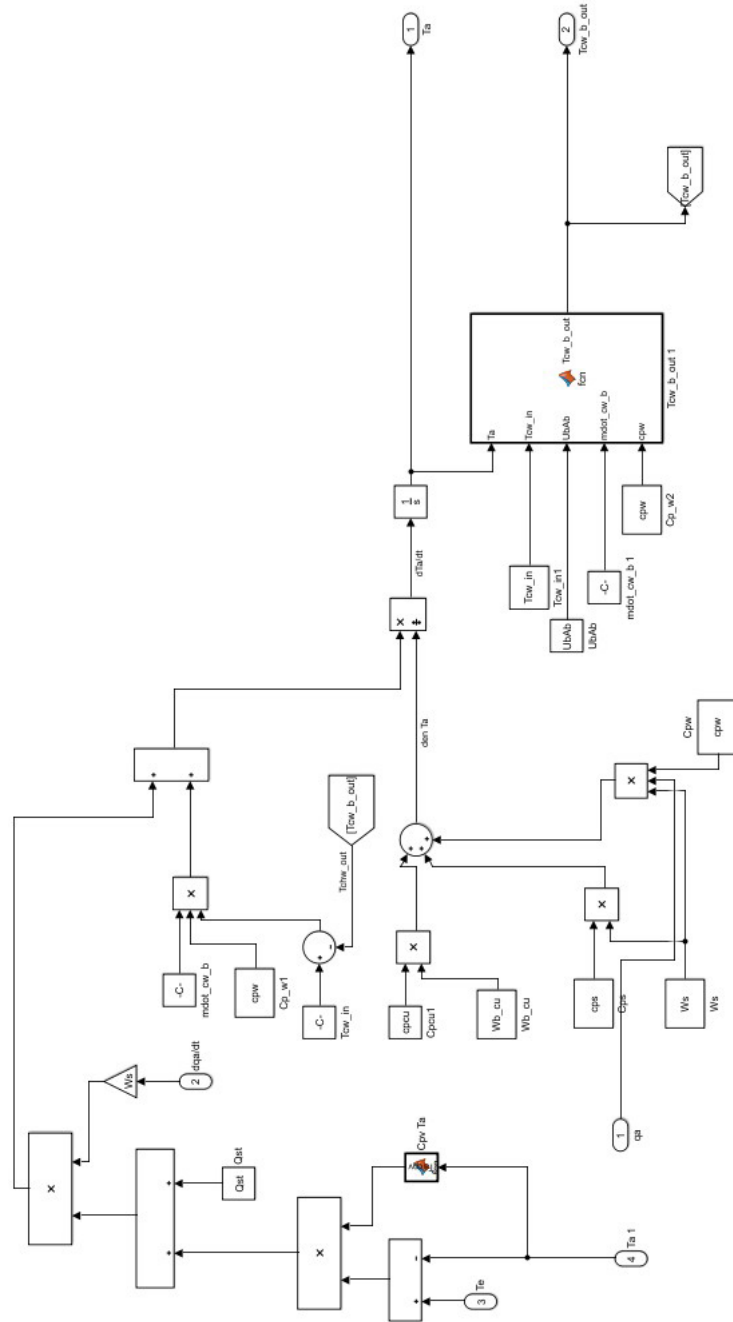 dqa/dt
2
Ws
Qst
Qst
Cpv Ta
Te
3
Ta 1
4
-C-
mdot_cw_b
cpw
Cp_w1
-C-
Tcw_in
Tchw_out
[Tcw_b_out]
cpcu
Cpcu1
Wb_cu
Wb_cu
cps
Cps
Ws
Ws
1
qa
Cpw
cpw
den Ta
dTa/dt
1
s
1
Ta
Tcw_in
Tcw_in1
UbAb
UbAb
-C-
mdot_cw_b 1
cpw
Cp_w2
Ta
Tcw_in
UbAb
mdot_cw_b
cpw
fcn
Tcw_b_out
Tcw_b_out 1
2
Tcw_b_out
[Tcw_b_out]